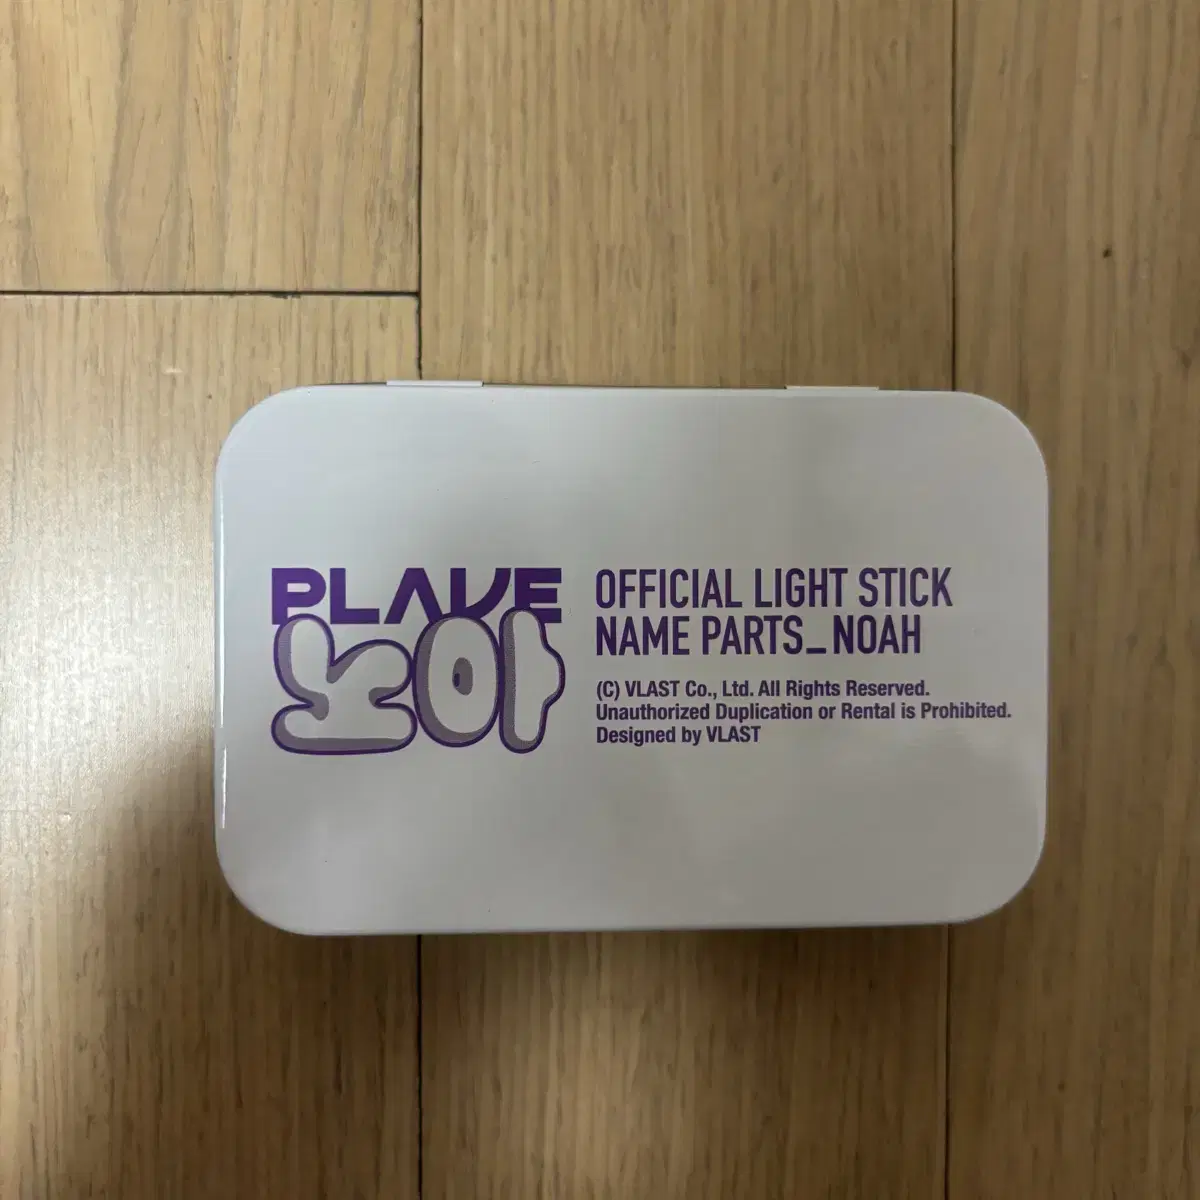 PLAVE
노아
OFFICIAL LIGHT STICK
NAME PARTS_NOAH
(C) VLAST Co., Ltd. All Rights Reserved.
Unauthorized Duplication or Rental is Prohibited.
Designed by VLAST